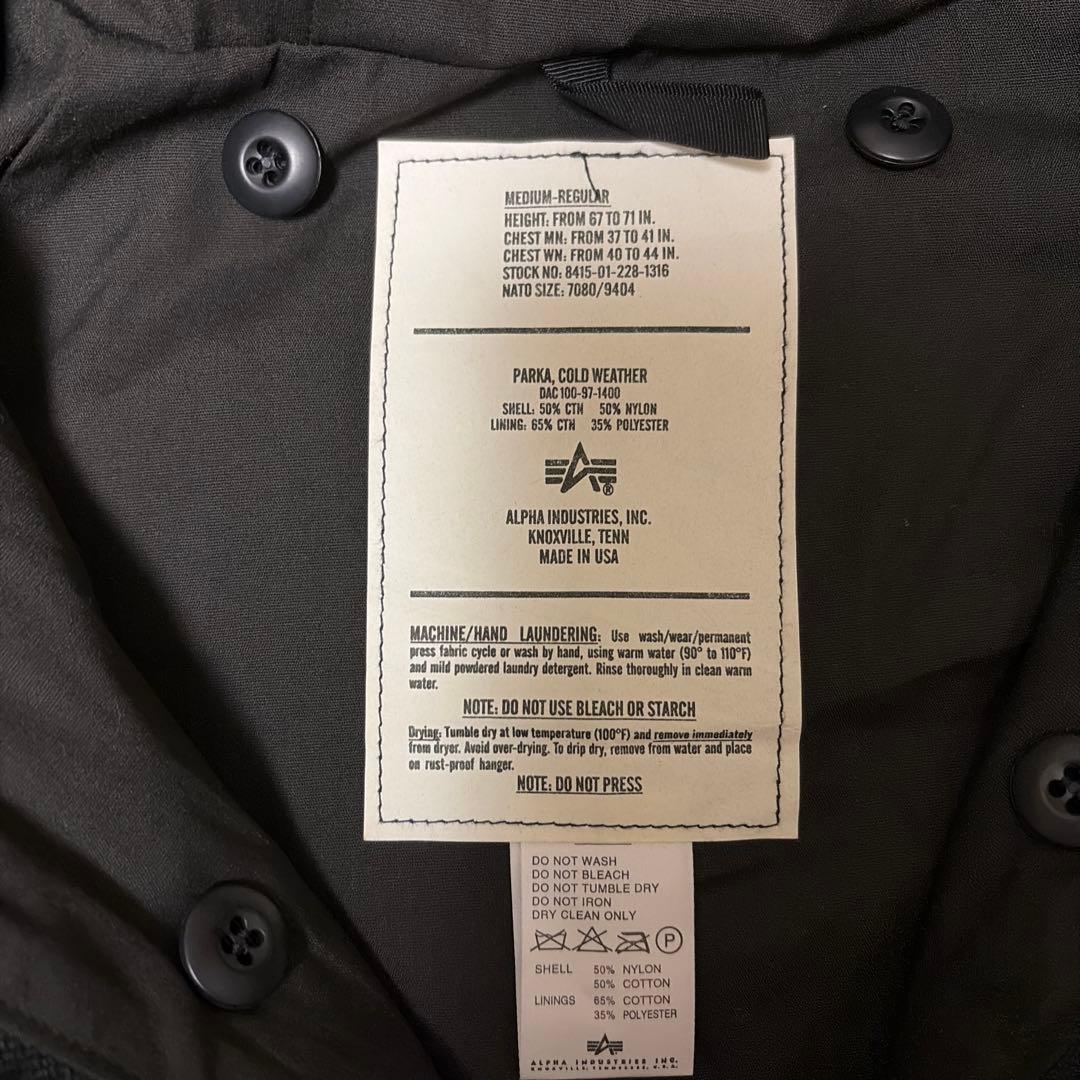 MEDIUM-REGULAR
HEIGHT: FROM 67 TO 71 IN.
CHEST MN: FROM 37 TO 41 IN.
CHEST WN: FROM 40 TO 44 IN.
STOCK NO: 8415-01-228-1316
NATO SIZE: 7080/9404
PARKA, COLD WEATHER
DAC 100-97-1400
SHELL: 50% CTN 50% NYLON
LINING: 65% CTN 35% POLYESTER
®
ALPHA INDUSTRIES, INC.
KNOXVILLE, TENN
MADE IN USA
MACHINE/HAND LAUNDERING: Use wash/wear/permanent
press fabric cycle or wash by hand, using warm water (90° to 110°F)
and mild powdered laundry detergent. Rinse thoroughly in clean warm
water.
NOTE: DO NOT USE BLEACH OR STARCH
Drying: Tumble dry at low temperature (100°F) and remove immediately
from dryer. Avoid over-drying. To drip dry, remove from water and place
on rust-proof hanger.
NOTE: DO NOT PRESS
DO NOT WASH
DO NOT BLEACH
DO NOT TUMBLE DRY
DO NOT IRON
DRY CLEAN ONLY
P
SHELL 50% NYLON
50% COTTON
LININGS 65% COTTON
35% POLYESTER
ALPHA INDUSTRIES INC.
KNOXVILLE, TENNESSEE, U.S.A.